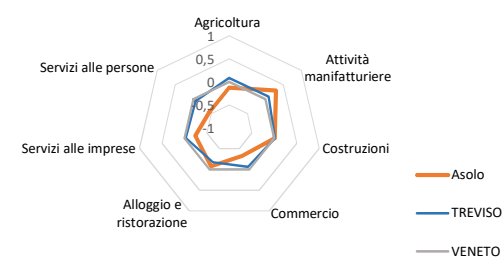 Agricoltura
1
0,5
0
-0,5
-1
Attività
manifatturiere
Costruzioni
Commercio
Alloggio e
ristorazione
Servizi alle imprese
Servizi alle persone
Asolo
TREVISO
VENETO